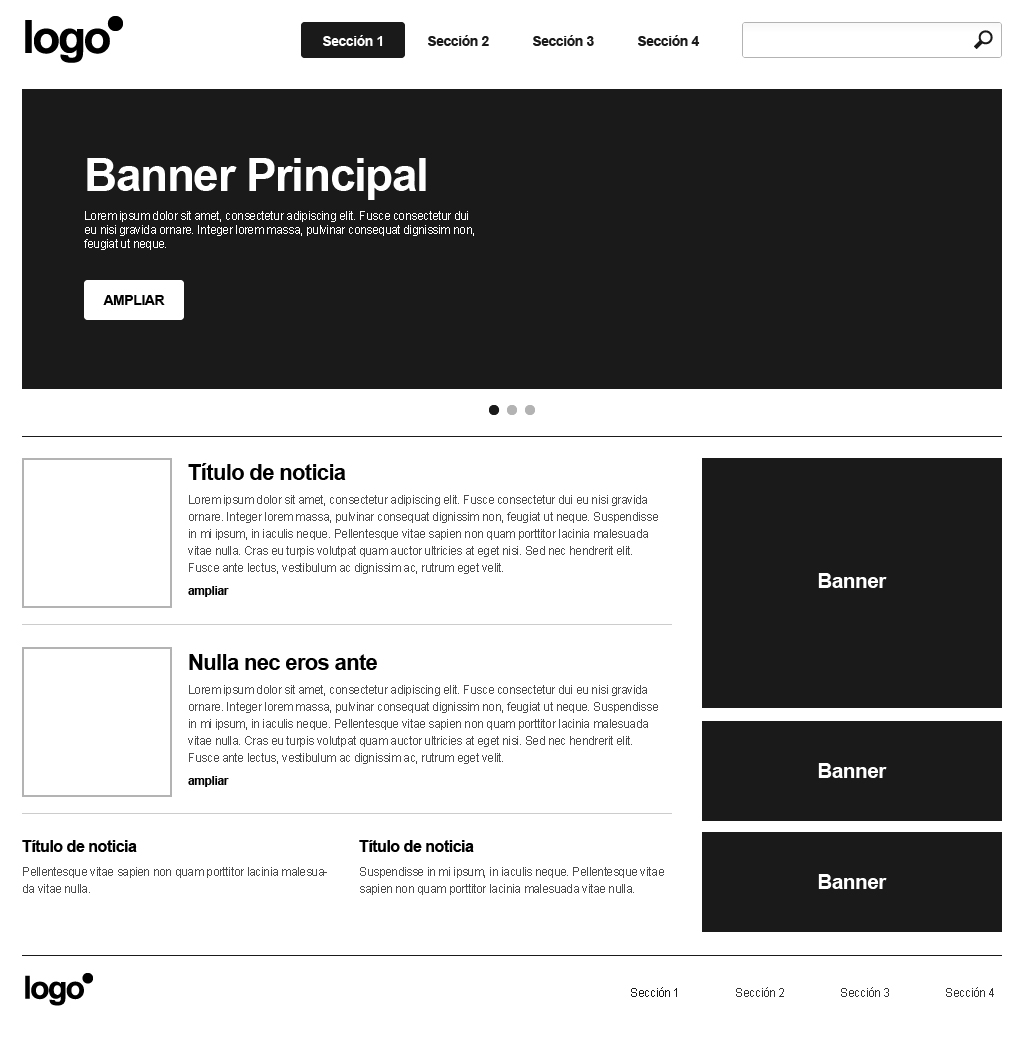 logo
Sección 1
Sección 2
Sección 3
Sección 4
Banner Principal
Lorem ipsum dolor sit amet, consectetur adipiscing elit. Fusce consectetur dui
eu nisi gravida ornare. Integer lorem massa, pulvinar consequat dignissim non,
feugiat ut neque.
AMPLIAR
Título de noticia
Lorem ipsum dolor sit amet, consectetur adipiscing elit. Fusce consectetur dui eu nisi gravida
ornare. Integer lorem massa, pulvinar consequat dignissim non, feugiat ut neque. Suspendisse
in mi ipsum, in iaculis neque. Pellentesque vitae sapien non quam porttitor lacinia malesuada
vitae nulla. Cras eu turpis volutpat quam auctor ultricies at eget nisi. Sed nec hendrerit elit.
Fusce ante lectus, vestibulum ac dignissim ac, rutrum eget velit.
ampliar
Nulla nec eros ante
Lorem ipsum dolor sit amet, consectetur adipiscing elit. Fusce consectetur dui eu nisi gravida
ornare. Integer lorem massa, pulvinar consequat dignissim non, feugiat ut neque. Suspendisse
in mi ipsum, in iaculis neque. Pellentesque vitae sapien non quam porttitor lacinia malesuada
vitae nulla. Cras eu turpis volutpat quam auctor ultricies at eget nisi. Sed nec hendrerit elit.
Fusce ante lectus, vestibulum ac dignissim ac, rutrum eget velit.
ampliar
Título de noticia
Pellentesque vitae sapien non quam porttitor lacinia malesua-
da vitae nulla.
Título de noticia
Suspendisse in mi ipsum, in iaculis neque. Pellentesque vitae
sapien non quam porttitor lacinia malesuada vitae nulla.
Banner
Banner
Banner
logo
Sección 1
Sección 2
Sección 3
Sección 4